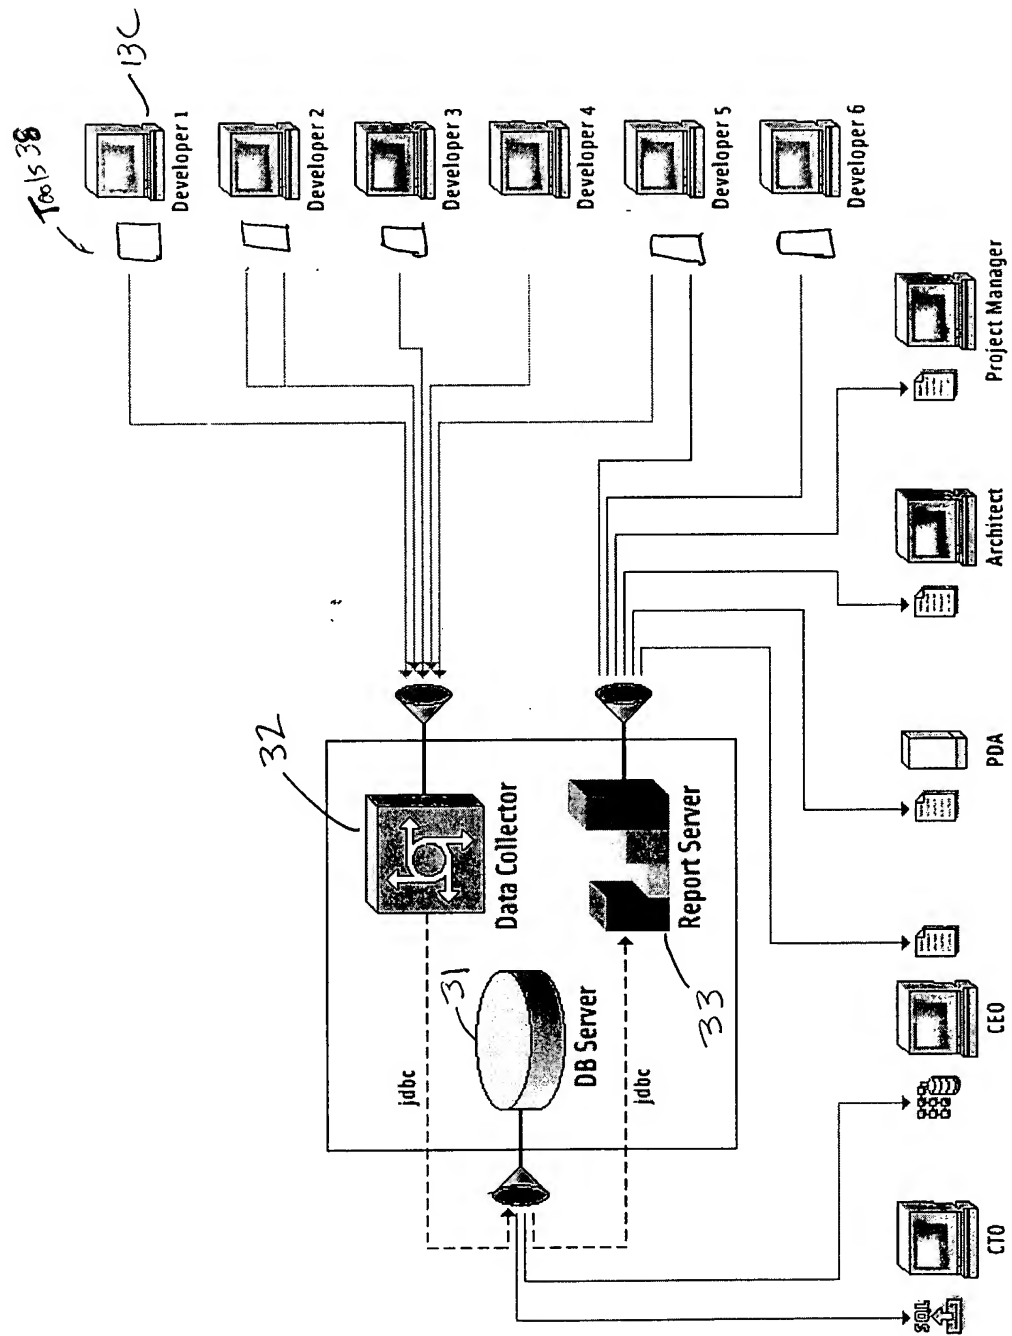 Tools 38
13C
Developer 1
Developer 2
Developer 3
Developer 4
Developer 5
Developer 6
Project Manager
Architect
PDA
CEO
CTO
SQL
32
Data Collector
jdbc
31
DB Server
Report Server
33
jdbc